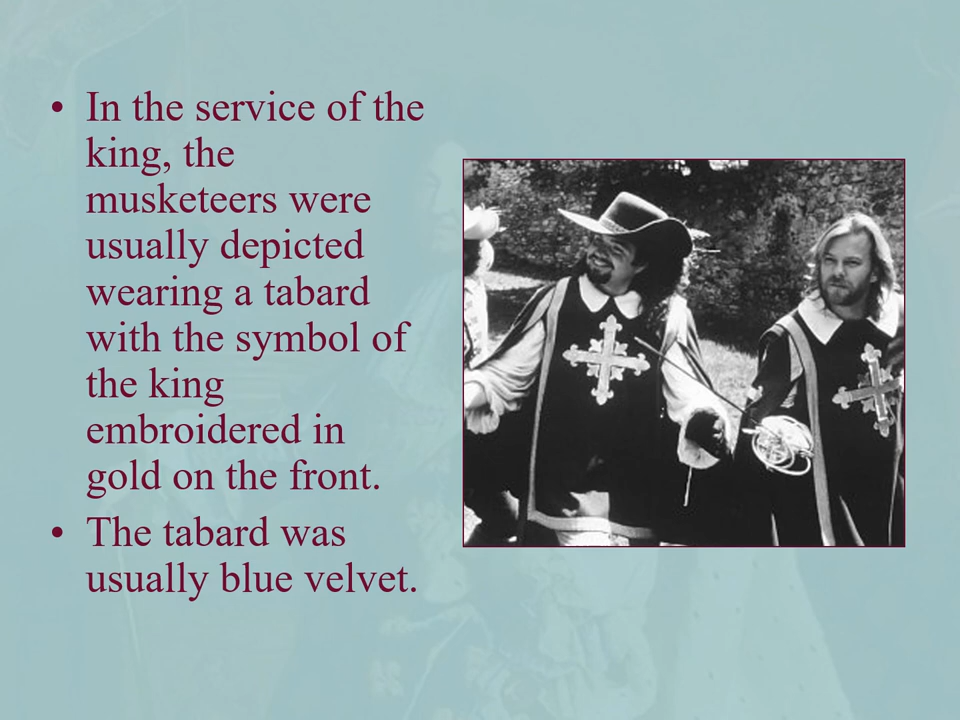 • In the service of the
king, the
musketeers were
usually depicted
wearing a tabard
with the symbol of
the king
embroidered in
gold on the front.
• The tabard was
usually blue velvet.